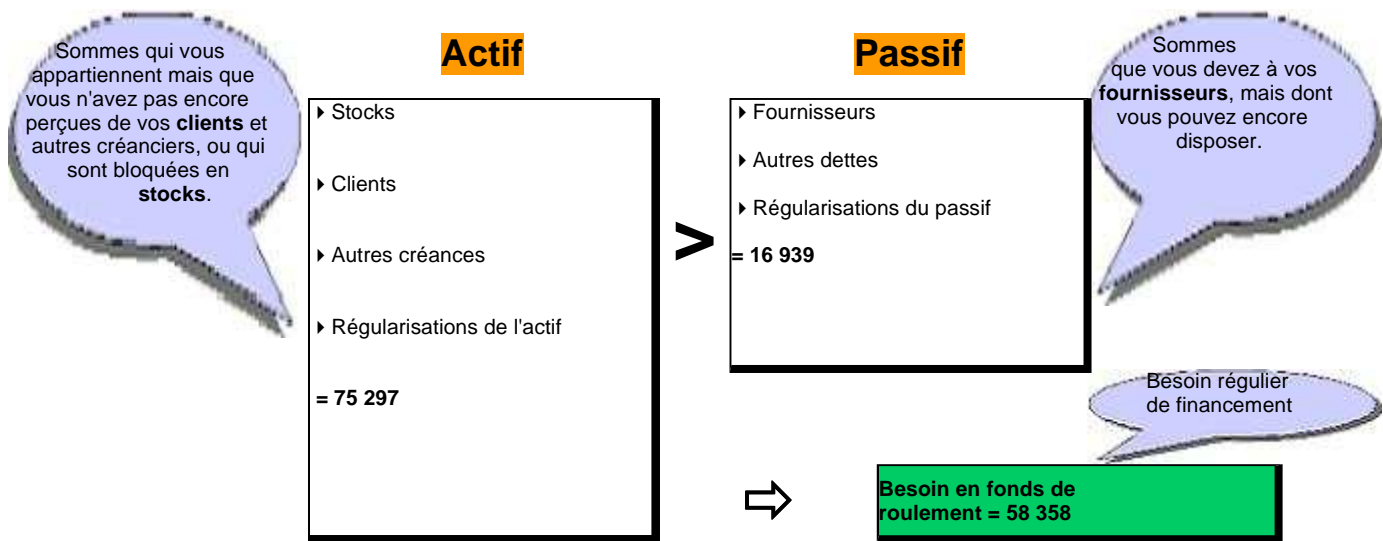 Sommes qui vous
appartiennent mais que
vous n'avez pas encore
perçues de vos clients et
autres créanciers, ou qui
sont bloquées en
stocks.
Actif
▸ Stocks
▸ Clients
▸ Autres créances
▸ Régularisations de l'actif
= 75 297
>
Passif
▸ Fournisseurs
▸ Autres dettes
▸ Régularisations du passif
= 16 939
Sommes
que vous devez à vos
fournisseurs, mais dont
vous pouvez encore
disposer.
Besoin régulier
de financement
⇨
Besoin en fonds de
roulement = 58 358